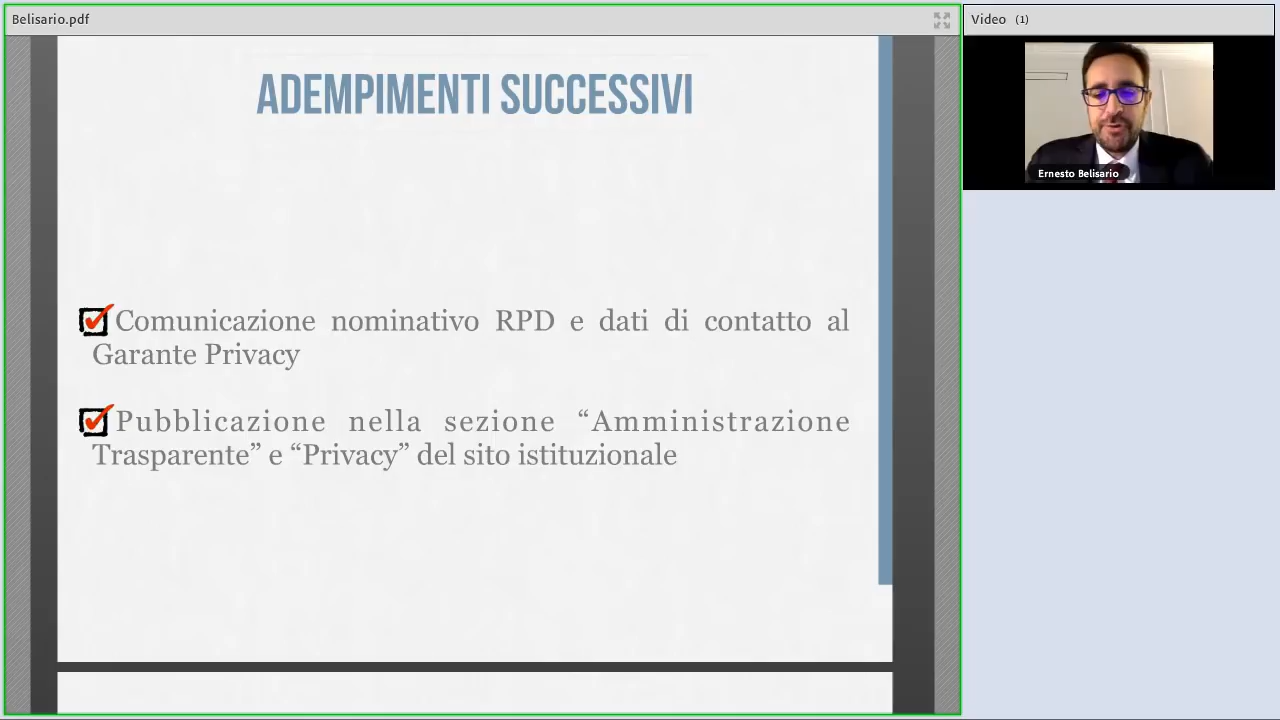 Belisario.pdf
Video (1)
ADEMPIMENTI SUCCESSIVI
Ernesto Belisario
Comunicazione nominativo RPD e dati di contatto al
Garante Privacy
Pubblicazione nella sezione “Amministrazione
Trasparente” e “Privacy” del sito istituzionale